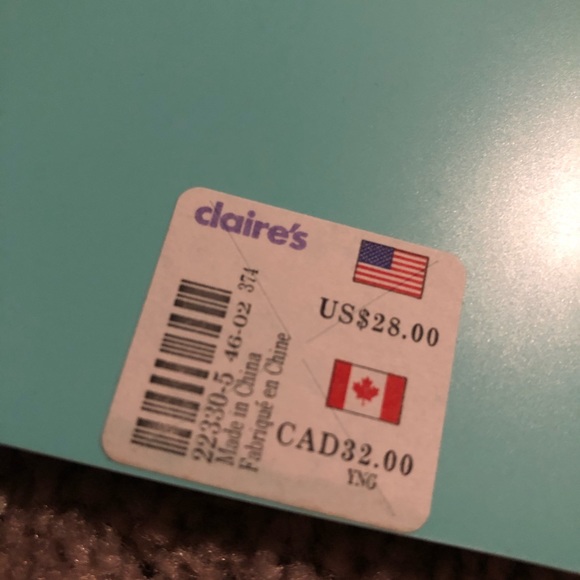 claire's
US$28.00
CAD32.00
YNG
22330-5 46-02 374
Made in China
Fabriqué en Chine